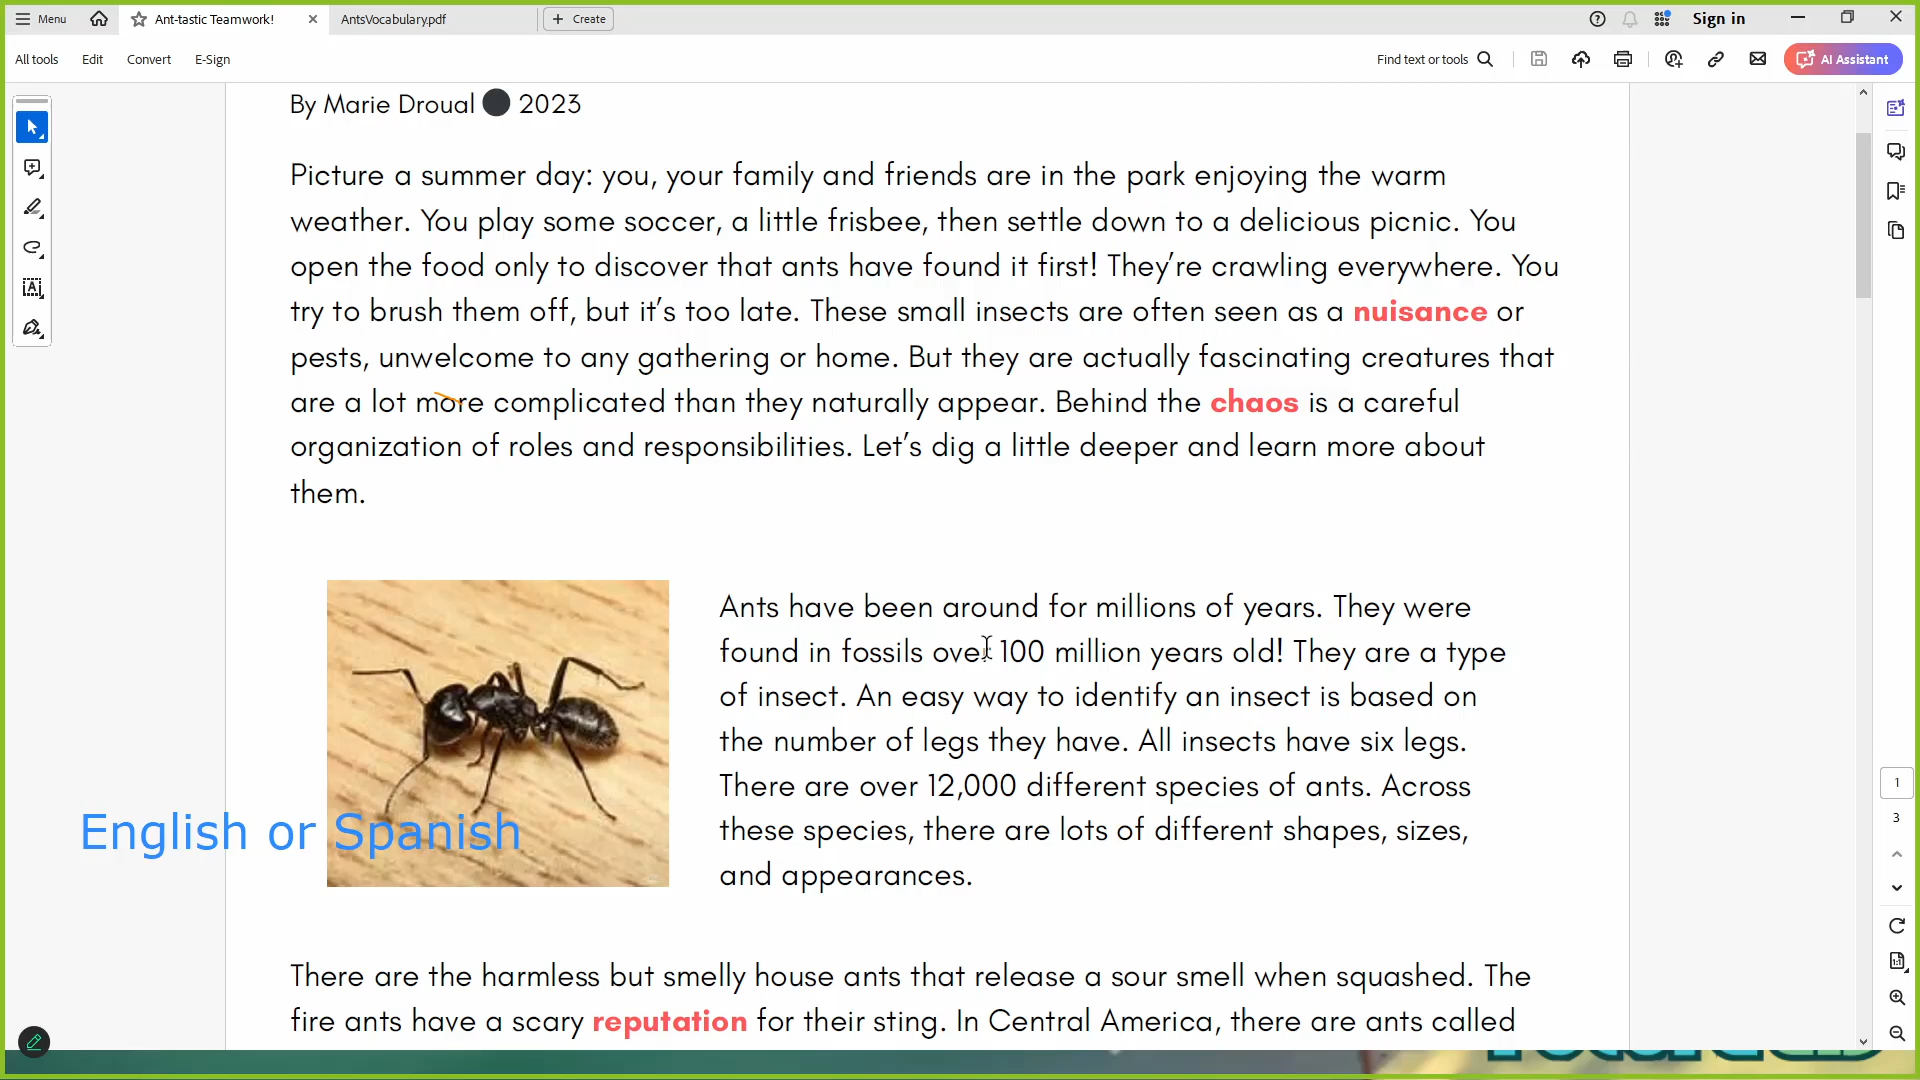 Menu
Ant-tastic Teamwork!
AntsVocabulary.pdf
Create
Sign in
All tools
Edit
Convert
E-Sign
Find text or tools
AI Assistant
By Marie Droual ● 2023
Picture a summer day: you, your family and friends are in the park enjoying the warm
weather. You play some soccer, a little frisbee, then settle down to a delicious picnic. You
open the food only to discover that ants have found it first! They're crawling everywhere. You
try to brush them off, but it's too late. These small insects are often seen as a nuisance or
pests, unwelcome to any gathering or home. But they are actually fascinating creatures that
are a lot more complicated than they naturally appear. Behind the chaos is a careful
organization of roles and responsibilities. Let's dig a little deeper and learn more about
them.
Ants have been around for millions of years. They were
found in fossils over 100 million years old! They are a type
of insect. An easy way to identify an insect is based on
the number of legs they have. All insects have six legs.
There are over 12,000 different species of ants. Across
these species, there are lots of different shapes, sizes,
and appearances.
English or Spanish
There are the harmless but smelly house ants that release a sour smell when squashed. The
fire ants have a scary reputation for their sting. In Central America, there are ants called
1
3